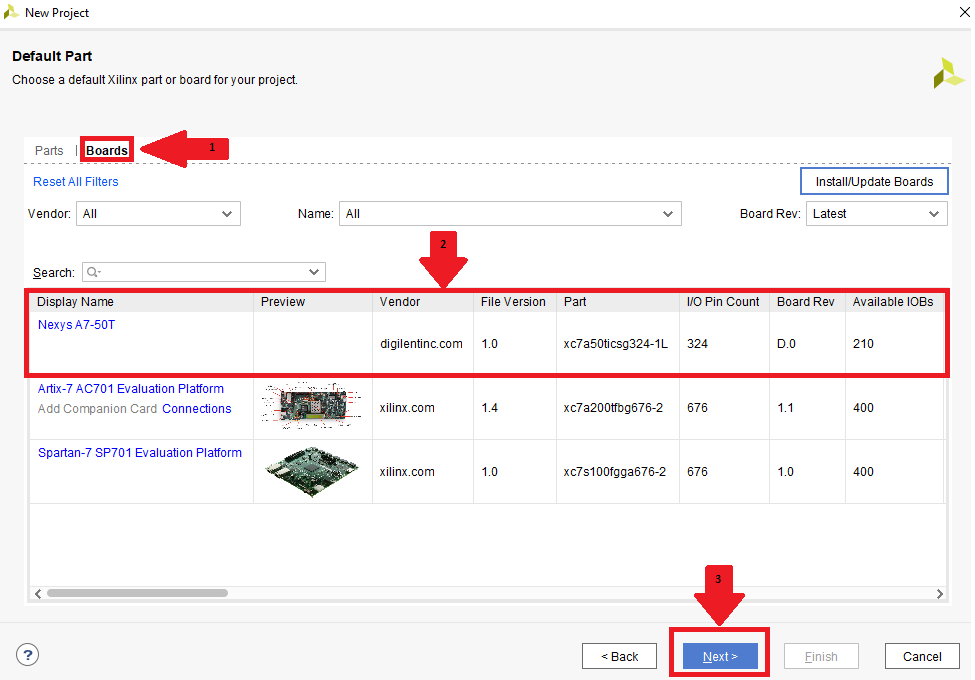 New Project
Default Part
Choose a default Xilinx part or board for your project.
Parts | Boards
1
Reset All Filters
Install/Update Boards
Vendor: All
Name: All
Board Rev: Latest
2
Search:
Display Name Preview Vendor File Version Part I/O Pin Count Board Rev Available IOBs
Nexys A7-50T
digilentinc.com 1.0 xc7a50ticsg324-1L 324 D.0 210
Artix-7 AC701 Evaluation Platform
Add Companion Card Connections
xilinx.com 1.4 xc7a200tfbg676-2 676 1.1 400
Spartan-7 SP701 Evaluation Platform
xilinx.com 1.0 xc7s100fgga676-2 676 1.0 400
3
?
< Back
Next >
Finish
Cancel